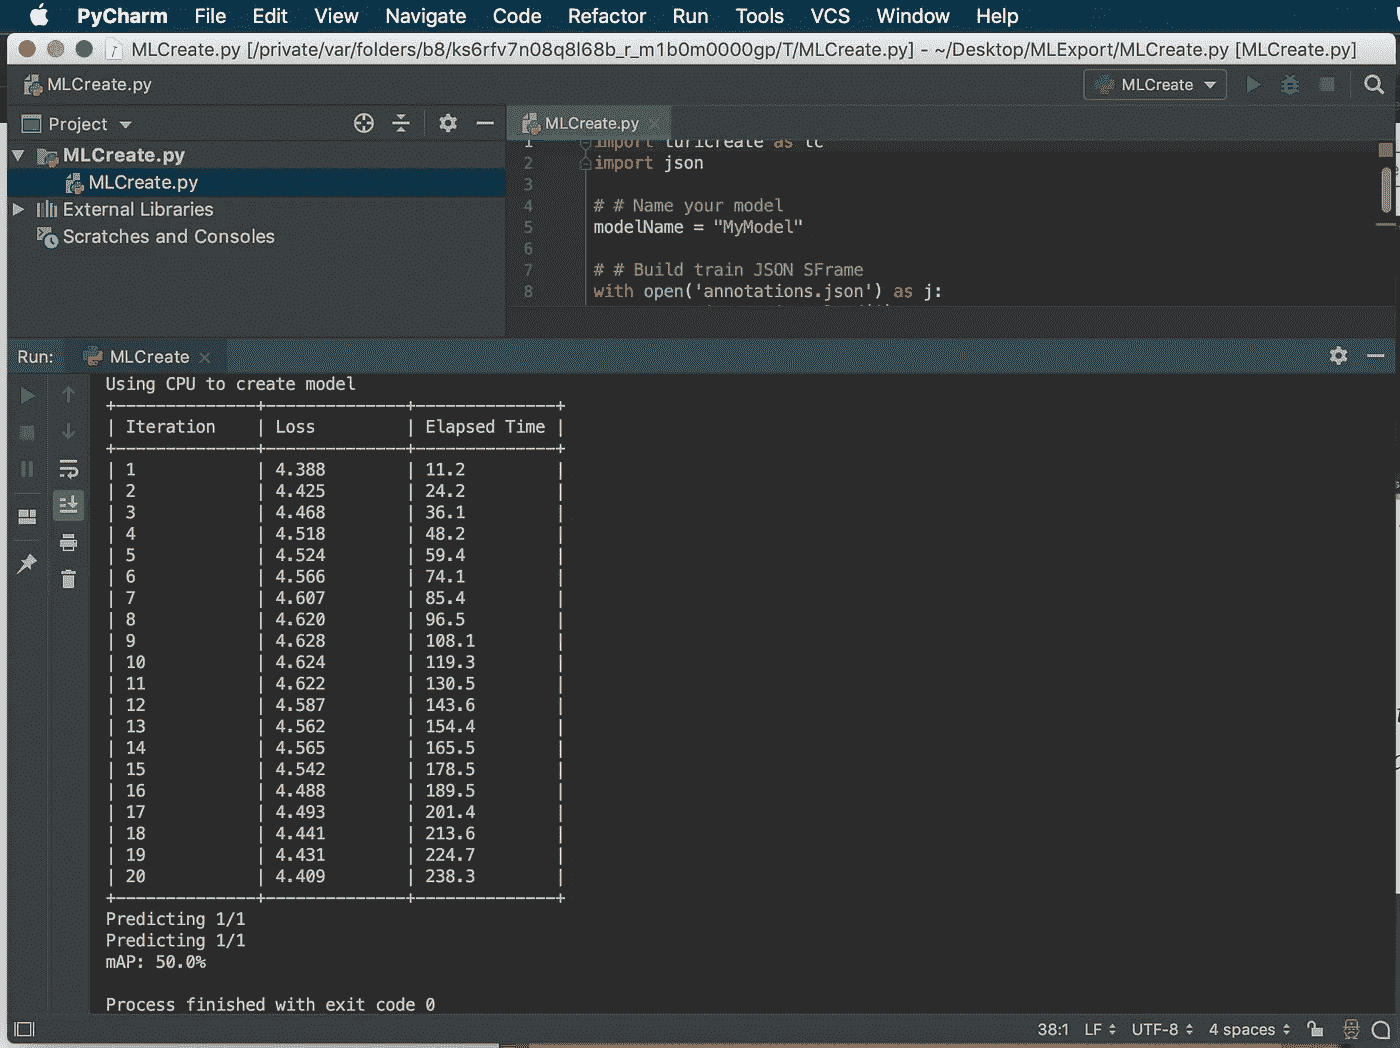 PyCharm File Edit View Navigate Code Refactor Run Tools VCS Window Help
MLCreate.py [/private/var/folders/b8/ks6rfv7n08q8l68b_r_m1b0m0000gp/T/MLCreate.py] - ~/Desktop/MLExport/MLCreate.py [MLCreate.py]
MLCreate.py MLCreate
Project MLCreate.py
MLCreate.py
MLCreate.py
External Libraries
Scratches and Consoles
1 import turicreate as tc
2 import json
3
4 # # Name your model
5 modelName = "MyModel"
6
7 # # Build train JSON SFrame
8 with open('annotations.json') as j:
Run: MLCreate
Using CPU to create model
+--------------+--------------+--------------+
| Iteration | Loss | Elapsed Time |
+--------------+--------------+--------------+
| 1 | 4.388 | 11.2 |
| 2 | 4.425 | 24.2 |
| 3 | 4.468 | 36.1 |
| 4 | 4.518 | 48.2 |
| 5 | 4.524 | 59.4 |
| 6 | 4.566 | 74.1 |
| 7 | 4.607 | 85.4 |
| 8 | 4.620 | 96.5 |
| 9 | 4.628 | 108.1 |
| 10 | 4.624 | 119.3 |
| 11 | 4.622 | 130.5 |
| 12 | 4.587 | 143.6 |
| 13 | 4.562 | 154.4 |
| 14 | 4.565 | 165.5 |
| 15 | 4.542 | 178.5 |
| 16 | 4.488 | 189.5 |
| 17 | 4.493 | 201.4 |
| 18 | 4.441 | 213.6 |
| 19 | 4.431 | 224.7 |
| 20 | 4.409 | 238.3 |
+--------------+--------------+--------------+
Predicting 1/1
Predicting 1/1
mAP: 50.0%
Process finished with exit code 0
38:1 LF UTF-8 4 spaces